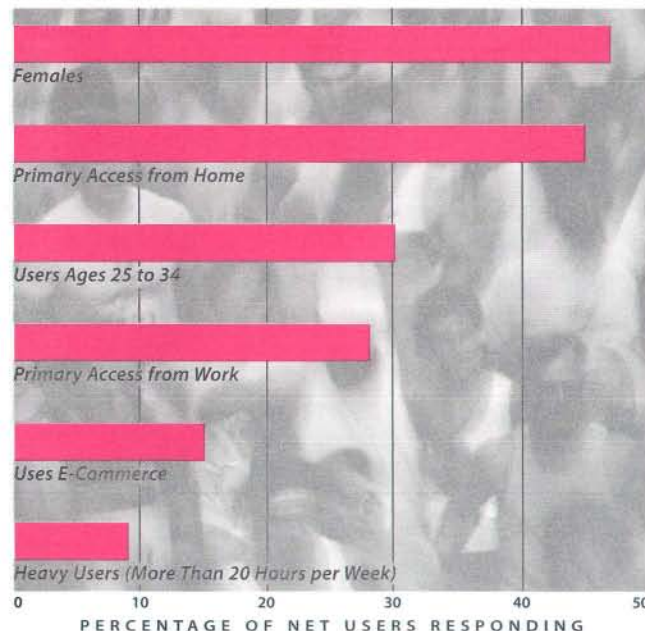 Females
Primary Access from Home
Users Ages 25 to 34
Primary Access from Work
Uses E-Commerce
Heavy Users (More Than 20 Hours per Week)
0 10 20 30 40 50
PERCENTAGE OF NET USERS RESPONDING